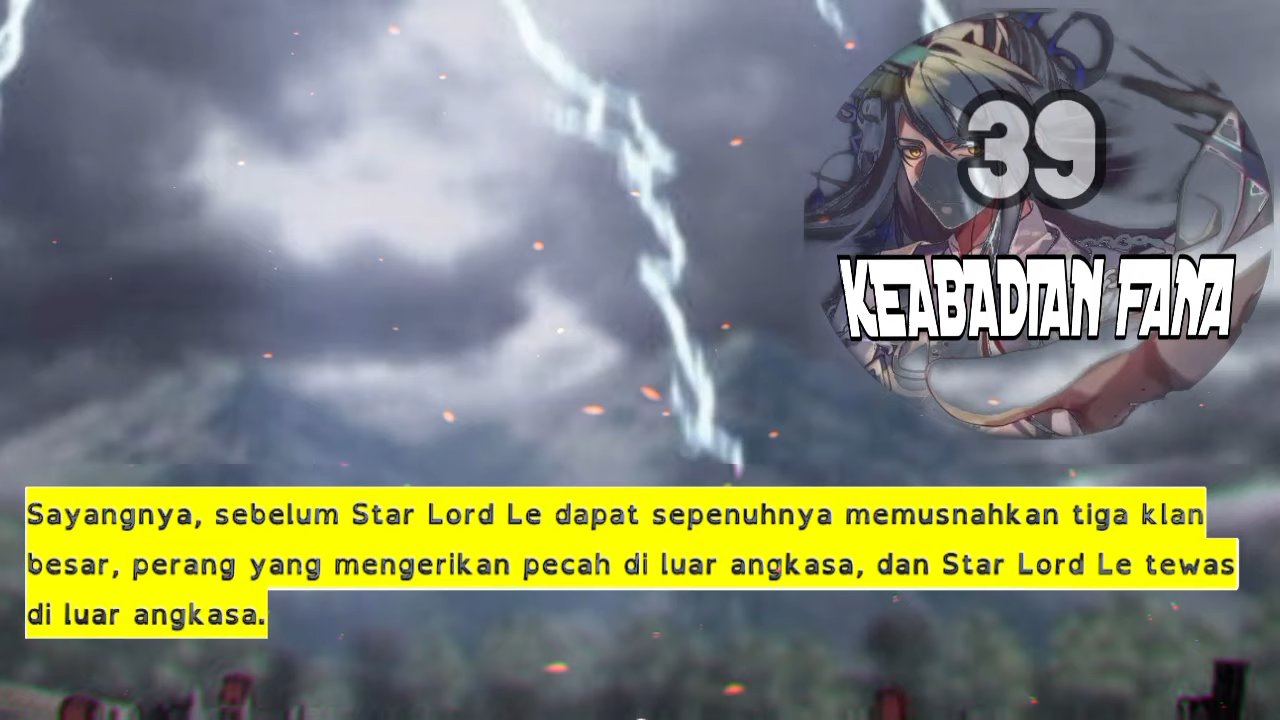 39
KEABADIAN FANA
Sayangnya, sebelum Star Lord Le dapat sepenuhnya memusnahkan tiga klan
besar, perang yang mengerikan pecah di luar angkasa, dan Star Lord Le tewas
di luar angkasa.